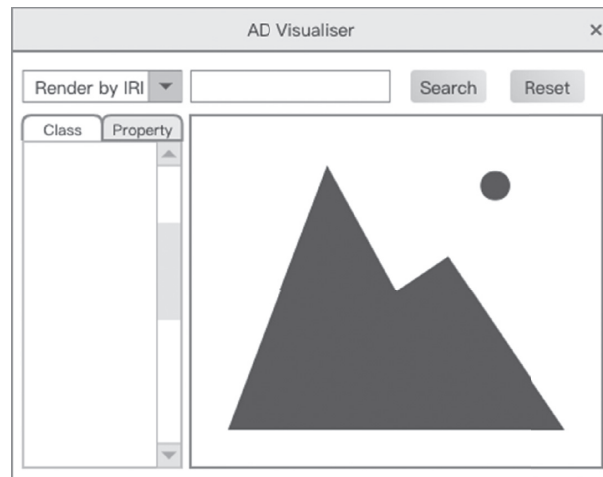 AD Visualiser ×
Render by IRI Search Reset
Class Property